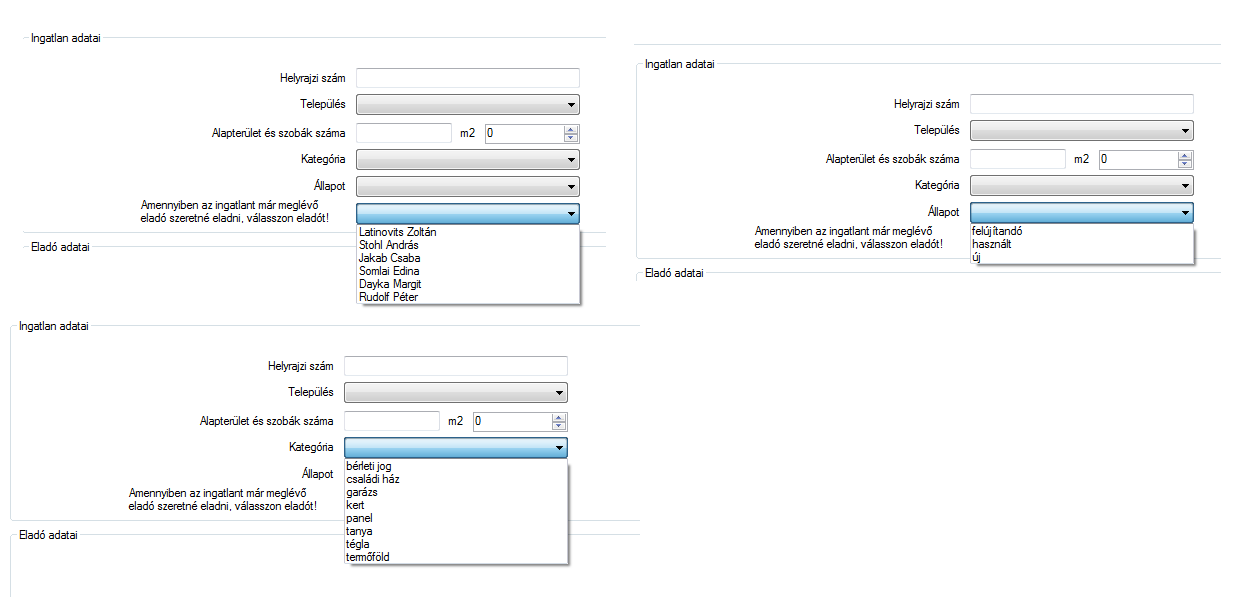 Ingatlan adatai
Helyrajzi szám
Település
Alapterület és szobák száma m2 0
Kategória
Állapot
Amennyiben az ingatlant már meglévő
eladó szeretné eladni, válasszon eladót!
Latinovits Zoltán
Stohl András
Jakab Csaba
Somlai Edina
Dayka Margit
Rudolf Péter
Eladó adatai
Ingatlan adatai
Helyrajzi szám
Település
Alapterület és szobák száma m2 0
Kategória
Állapot
Amennyiben az ingatlant már meglévő
eladó szeretné eladni, válasszon eladót!
felújítandó
használt
új
Eladó adatai
Ingatlan adatai
Helyrajzi szám
Település
Alapterület és szobák száma m2 0
Kategória
Állapot
Amennyiben az ingatlant már meglévő
eladó szeretné eladni, válasszon eladót!
bérleti jog
családi ház
garázs
kert
panel
tanya
tégla
termőföld
Eladó adatai